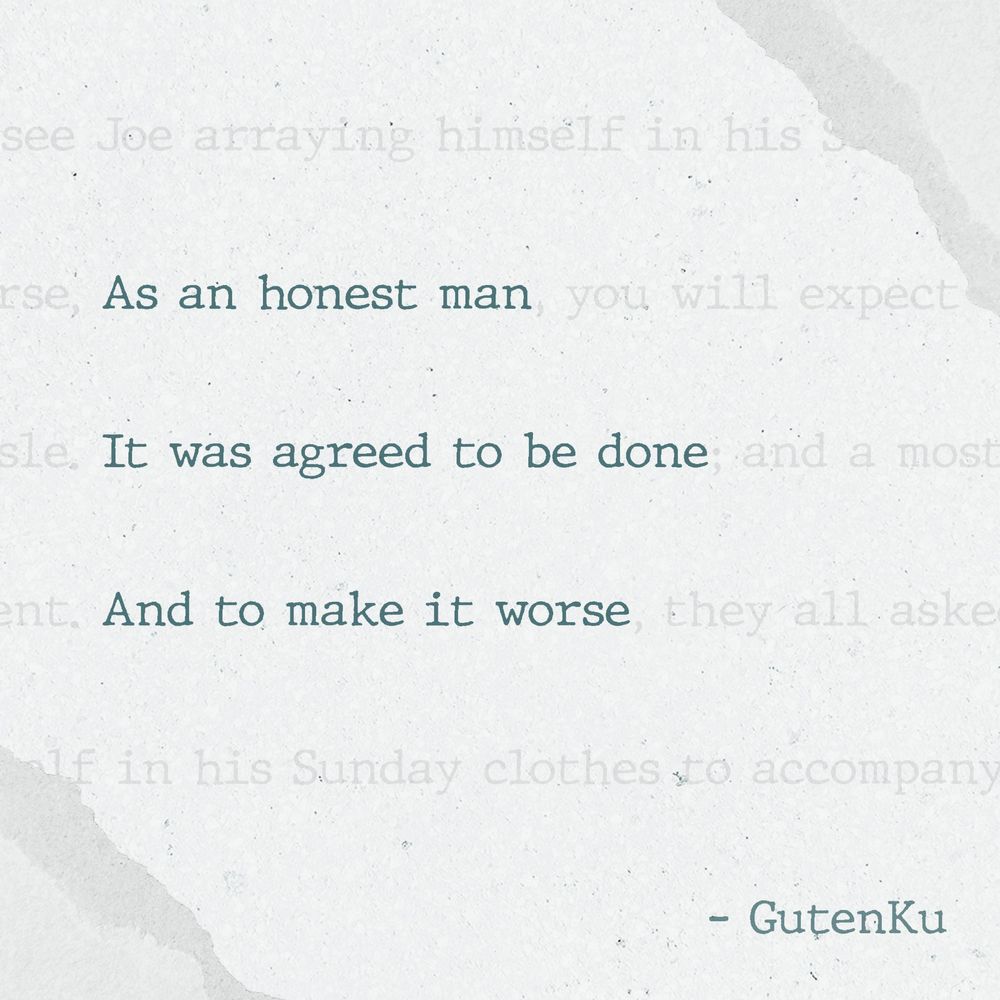 see Joe arraying himself in his S
rse, As an honest man, you will expect
sle. It was agreed to be done; and a most
ent. And to make it worse, they all aske
elf in his Sunday clothes to accompany
- GutenKu